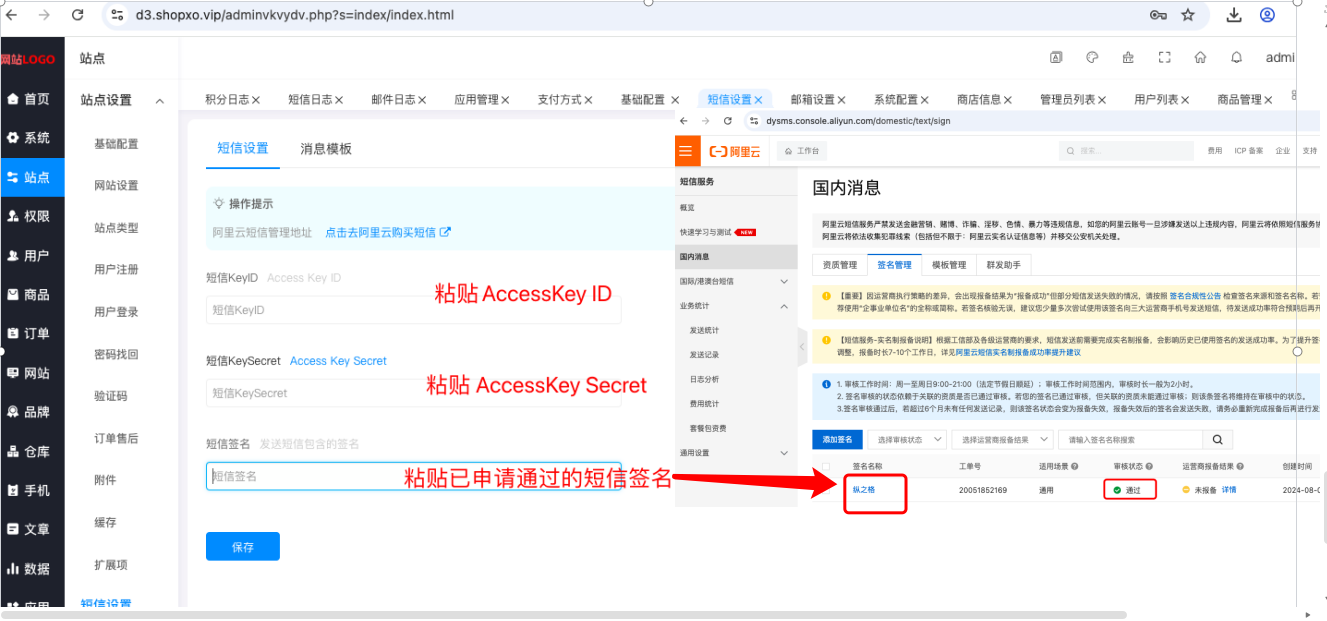 d3.shopxo.vip/adminvkvydv.php?s=index/index.html
网站LOGO
站点
admi
首页
系统
站点
权限
用户
商品
订单
网站
品牌
仓库
手机
文章
数据
应用
站点设置
基础配置
网站设置
站点类型
用户注册
用户登录
密码找回
验证码
订单售后
附件
缓存
扩展项
短信设置
积分日志 短信日志 邮件日志 应用管理 支付方式 基础配置 短信设置 邮箱设置 系统配置 商店信息 管理员列表 用户列表 商品管理
短信设置 消息模板
操作提示
阿里云短信管理地址 点击去阿里云购买短信
短信KeyID Access Key ID
短信KeyID
粘贴 AccessKey ID
短信KeySecret Access Key Secret
短信KeySecret
粘贴 AccessKey Secret
短信签名 发送短信包含的签名
短信签名
粘贴已申请通过的短信签名
保存
dysms.console.aliyun.com/domestic/text/sign
阿里云 工作台 搜索... 费用 ICP 备案 企业 支持
短信服务
概览
快速学习与测试 NEW
国内消息
国际/港澳台短信
业务统计
发送统计
发送记录
日志分析
费用统计
套餐包资费
通用设置
国内消息
阿里云短信服务严禁发送金融营销、赌博、诈骗、淫秽、色情、暴力等违规信息，如您的阿里云账号一旦涉嫌发送以上违规内容，阿里云将依照短信服务协
阿里云将依法收集犯罪线索（包括但不限于：阿里云实名认证信息等）并移交公安机关处理。
资质管理 签名管理 模板管理 群发助手
【重要】因运营商执行策略的差异，会出现报备结果为"报备成功"但部分短信发送失败的情况，请按照 签名合规性公告 检查签名来源和签名名称。若
荐使用"企事业单位名"的全称或简称。若签名核验无误，建议您少量多次尝试使用该签名向三大运营商手机号发送短信，待发送成功率符合预期后再开
【短信服务-实名制报备说明】根据工信部及各级运营商的要求，短信发送前需要完成实名制报备，会影响历史已使用签名的发送成功率。为了提升签
调整，报备时长7-10个工作日，详见阿里云短信实名制报备成功率提升建议
1. 审核工作时间：周一至周日9:00-21:00（法定节假日顺延）；审核工作时间范围内，审核时长一般为2小时。
2. 签名审核的状态依赖于关联的资质是否已通过审核。若您的签名已通过审核，但关联的资质未能通过审核；则该条签名将维持在审核中的状态。
3.签名审核通过后，若超过6个月未有任何发送记录，则该签名状态会变为报备失效，报备失效后的签名会发送失败，请务必重新完成报备后再进行发
添加签名 选择审核状态 选择运营商报备结果 请输入签名名称搜索
签名名称 工单号 适用场景 审核状态 运营商报备结果 创建时间
纵之格 20051852169 通用 通过 未报备 详情 2024-08-0